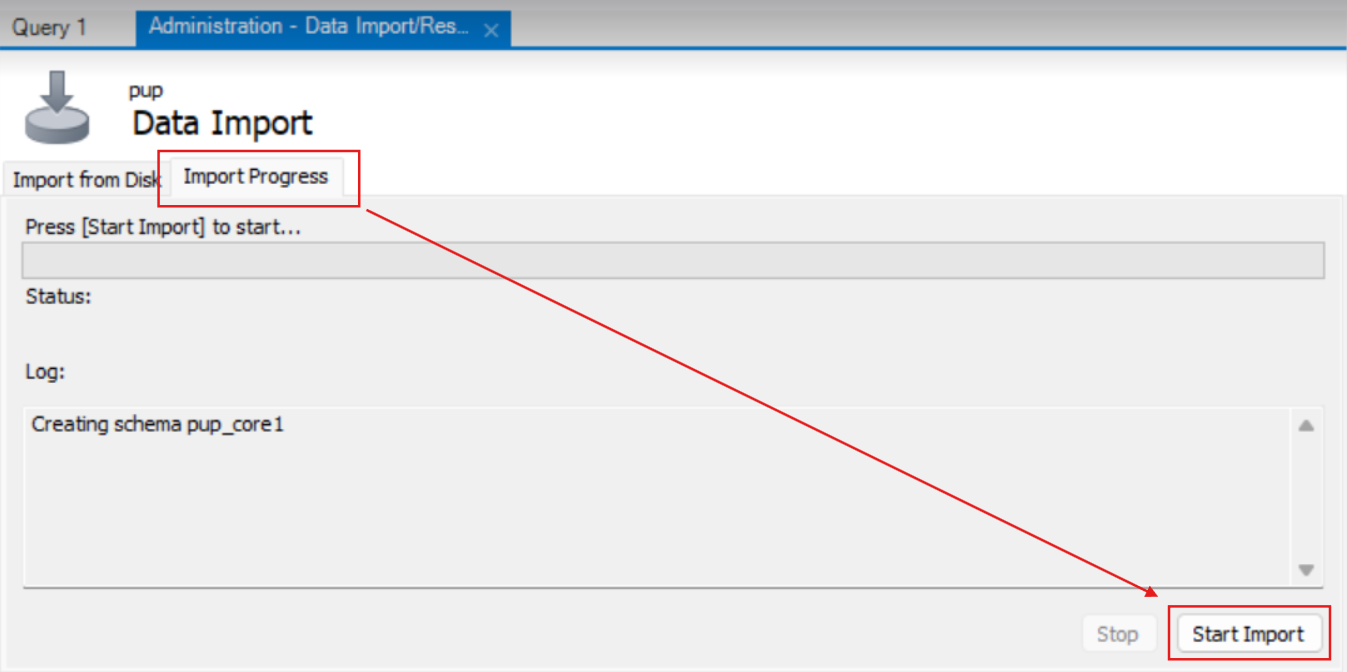 Query 1
Administration - Data Import/Res... ×
pup
Data Import
Import from Disk
Import Progress
Press [Start Import] to start...
Status:
Log:
Creating schema pup_core1
Stop
Start Import